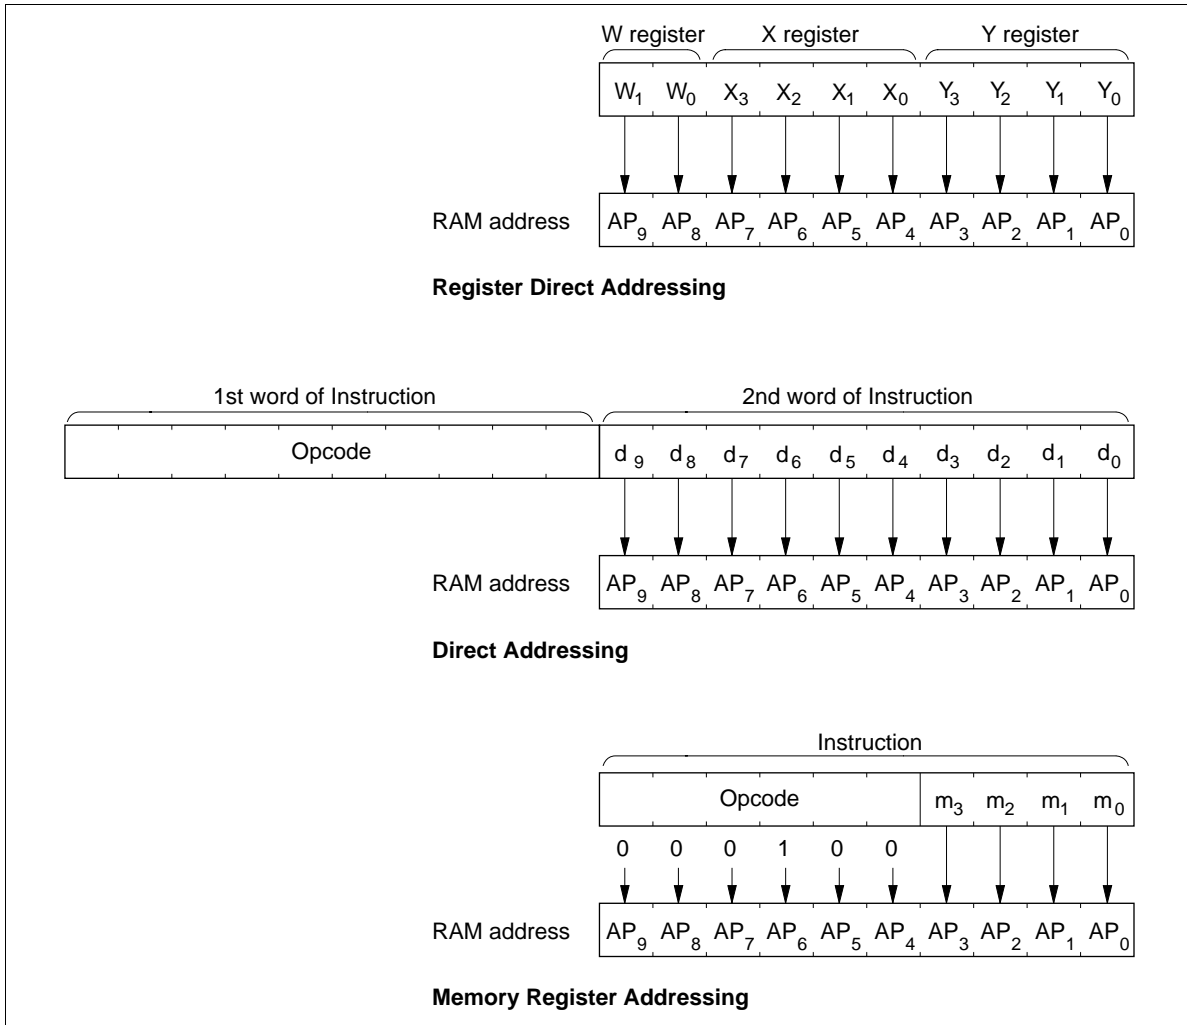 W register X register Y register
W1 W0 X3 X2 X1 X0 Y3 Y2 Y1 Y0
RAM address AP9 AP8 AP7 AP6 AP5 AP4 AP3 AP2 AP1 AP0
Register Direct Addressing
1st word of Instruction 2nd word of Instruction
Opcode d9 d8 d7 d6 d5 d4 d3 d2 d1 d0
RAM address AP9 AP8 AP7 AP6 AP5 AP4 AP3 AP2 AP1 AP0
Direct Addressing
Instruction
Opcode m3 m2 m1 m0
0 0 0 1 0 0
RAM address AP9 AP8 AP7 AP6 AP5 AP4 AP3 AP2 AP1 AP0
Memory Register Addressing